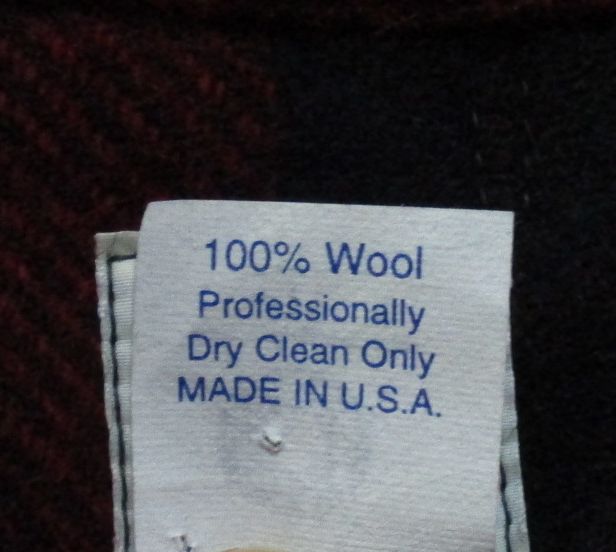 100% Wool
Professionally
Dry Clean Only
MADE IN U.S.A.